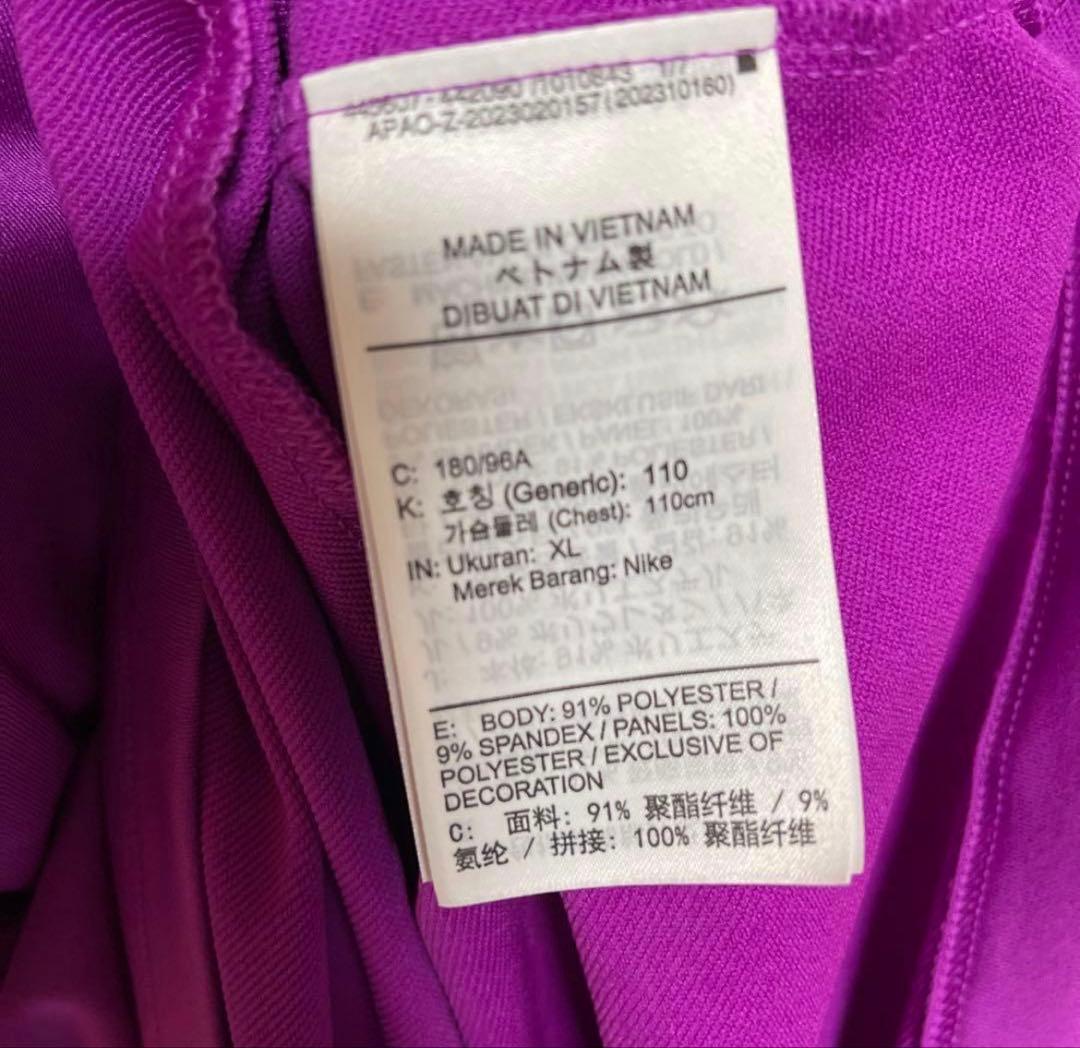 APAO-Z-2023020157(202310160)
MADE IN VIETNAM
ベトナム製
DIBUAT DI VIETNAM
C: 180/96A
K: 호칭 (Generic): 110
가슴둘레 (Chest): 110cm
IN: Ukuran: XL
Merek Barang: Nike
E: BODY: 91% POLYESTER /
9% SPANDEX / PANELS: 100%
POLYESTER / EXCLUSIVE OF
DECORATION
C: 面料: 91% 聚酯纤维 / 9%
氨纶 / 拼接: 100% 聚酯纤维